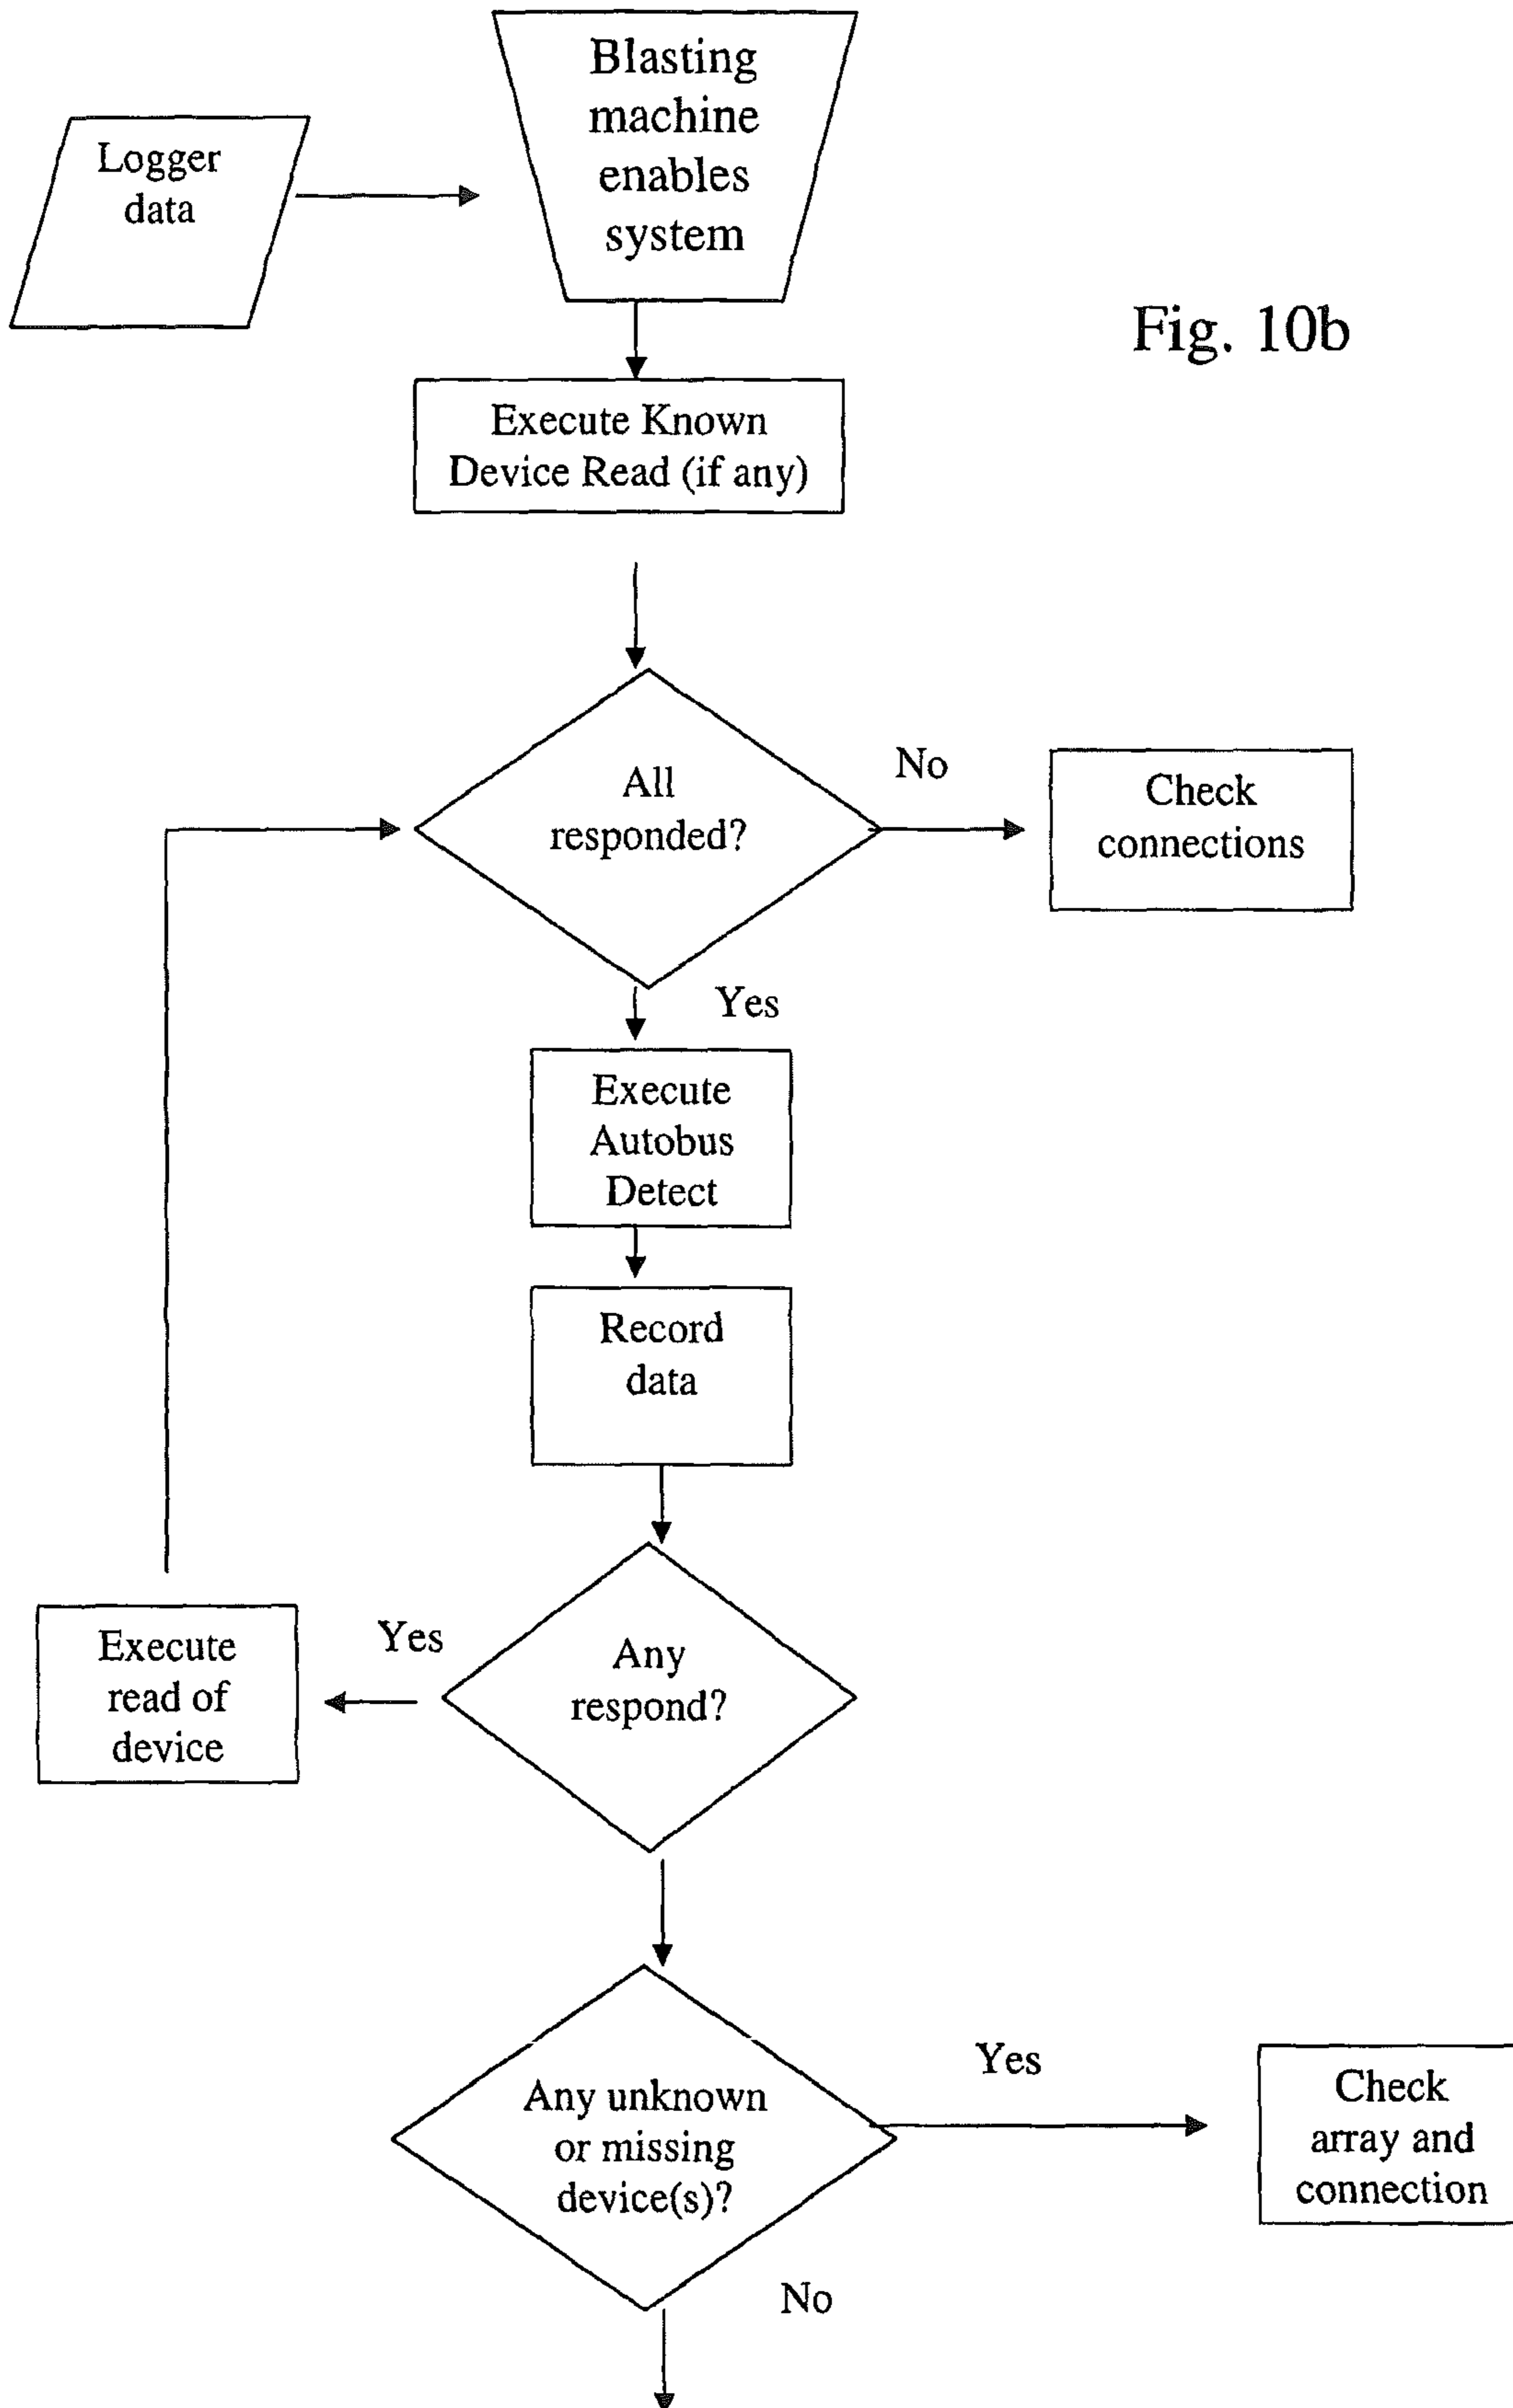 Blasting
machine
enables
system
Logger
data
Fig. 10b
Execute Known
Device Read (if any)
All
responded?
No
Check
connections
Yes
Execute
Autobus
Detect
Record
data
Any
respond?
Yes
Execute
read of
device
Any unknown
or missing
device(s)?
Yes
Check
array and
connection
No